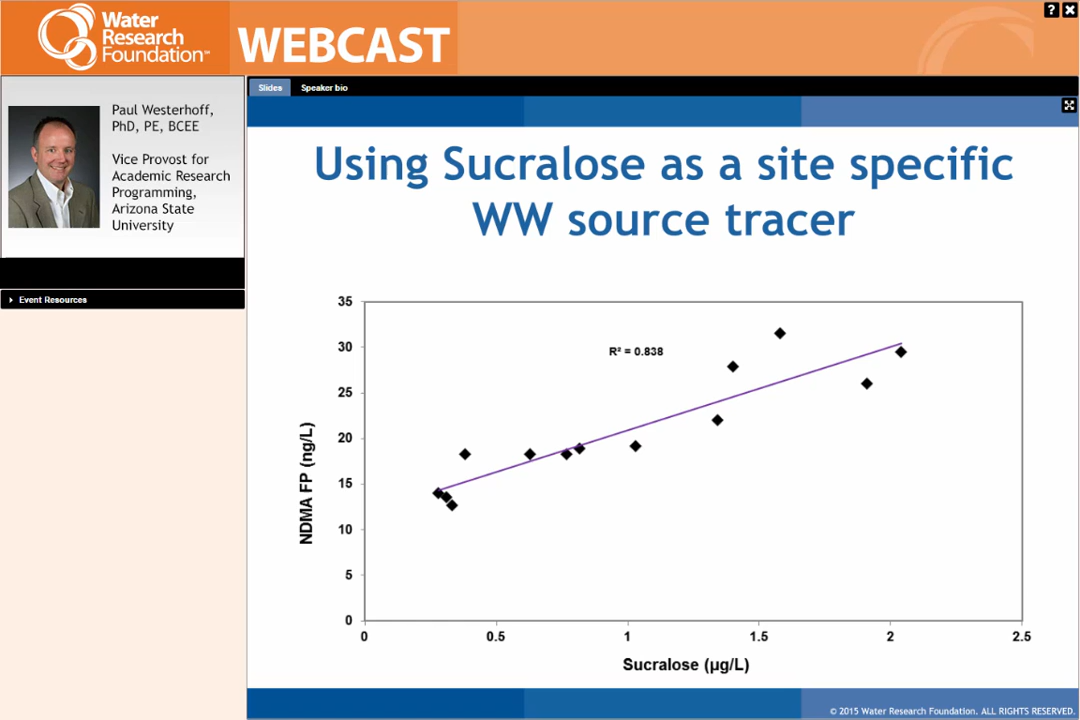 Water
Research
Foundation℠
WEBCAST
? ×
Paul Westerhoff,
PhD, PE, BCEE
Vice Provost for
Academic Research
Programming,
Arizona State
University
Event Resources
Slides Speaker bio
Using Sucralose as a site specific
WW source tracer
35
30
25
20
15
10
5
0
NDMA FP (ng/L)
R² = 0.838
0 0.5 1 1.5 2 2.5
Sucralose (µg/L)
© 2015 Water Research Foundation. ALL RIGHTS RESERVED.